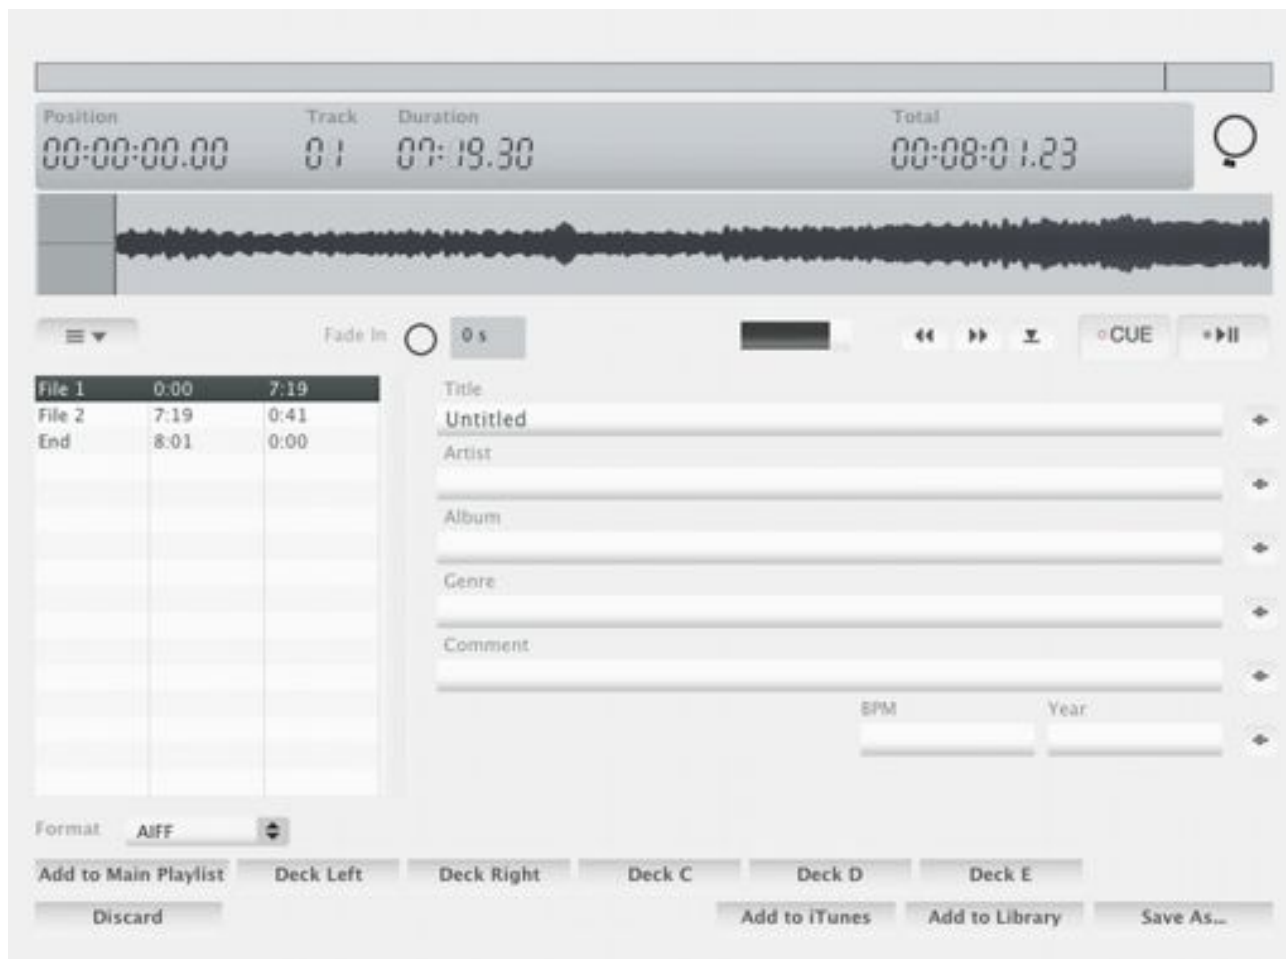 Position Track Duration Total
00:00:00.00 01 07:19.30 00:08:01.23
Fade In 0 s CUE
File 1 0:00 7:19
File 2 7:19 0:41
End 8:01 0:00
Title
Untitled
Artist
Album
Genre
Comment
BPM Year
Format AIFF
Add to Main Playlist Deck Left Deck Right Deck C Deck D Deck E
Discard Add to iTunes Add to Library Save As...